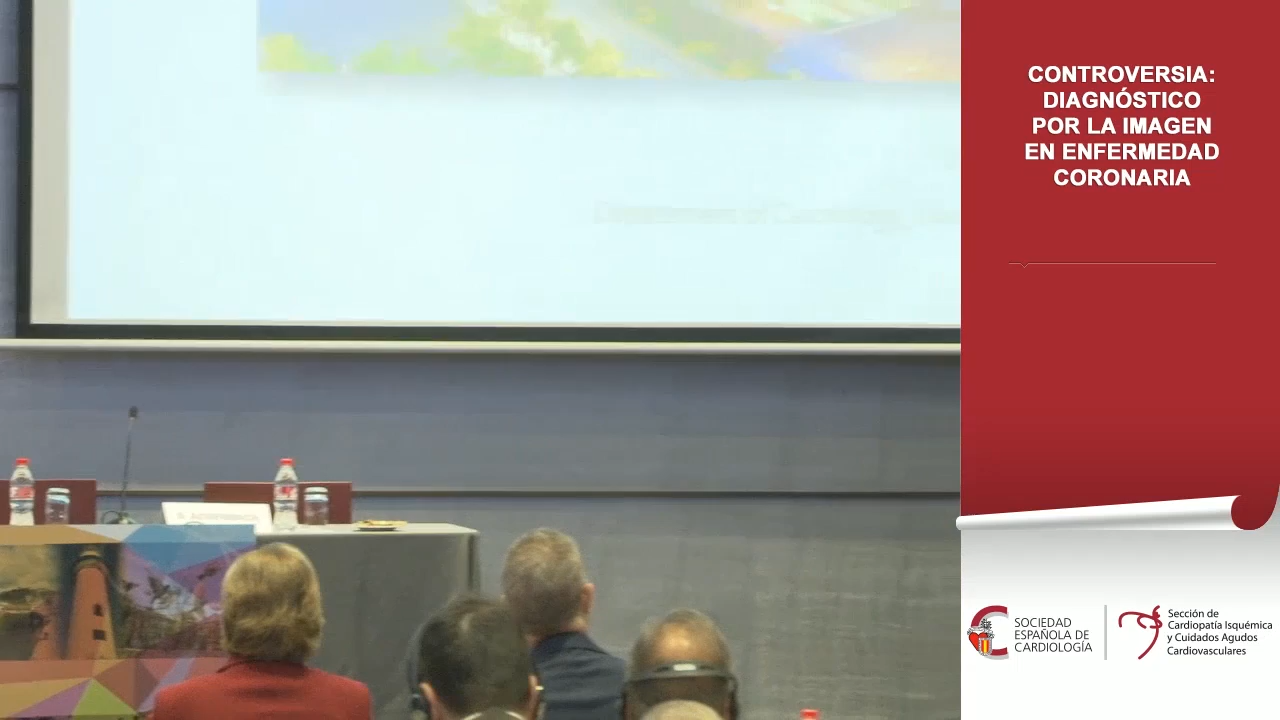 CONTROVERSIA:
DIAGNÓSTICO
POR LA IMAGEN
EN ENFERMEDAD
CORONARIA
SOCIEDAD
ESPAÑOLA DE
CARDIOLOGÍA
Sección de
Cardiopatía Isquémica
y Cuidados Agudos
Cardiovasculares